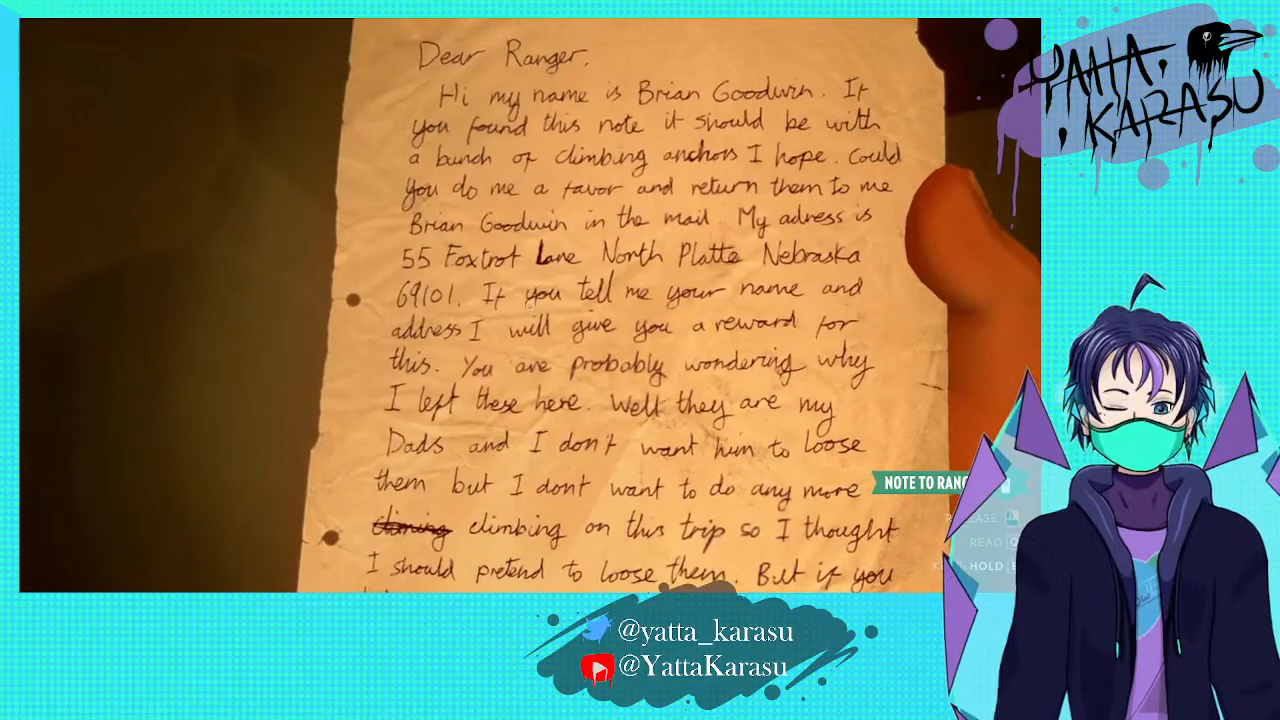 Dear Ranger,
Hi my name is Brian Goodwin. If
you found this note it should be with
a bunch of climbing anchors I hope. Could
you do me a favor and return them to me
Brian Goodwin in the mail. My adress is
55 Foxtrot Lane North Platte Nebraska
69101. If you tell me your name and
address I will give you a reward for
this. You are probably wondering why
I left these here. Well they are my
Dads and I don't want him to loose
them but I dont want to do any more
climing climbing on this trip so I thought
I should pretend to loose them. But if you
NOTE TO RANG
READ
HOLD
YATTA.
KARASU
@yatta_karasu
@YattaKarasu